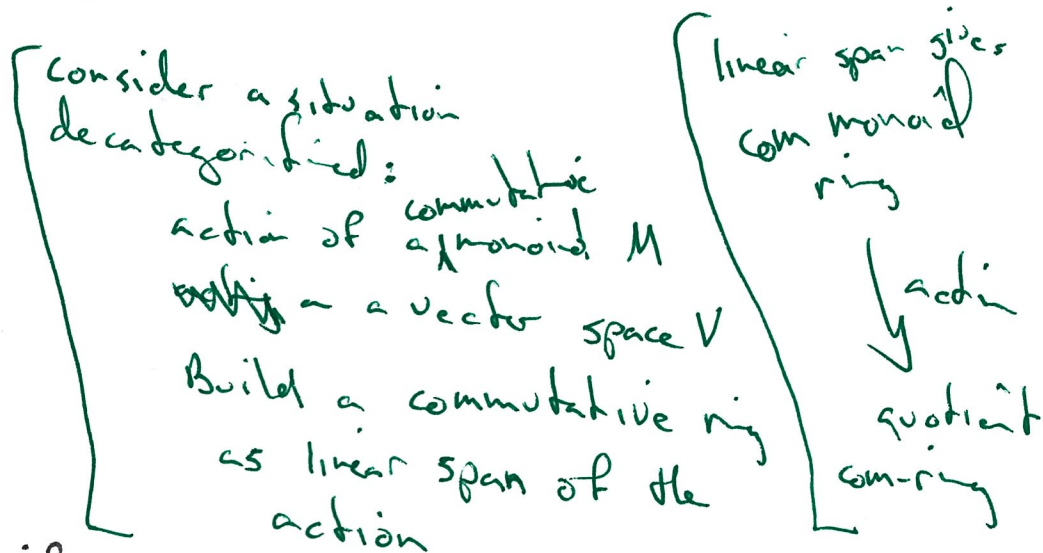 consider a situation
decategorified:
action of a commutative monoid M
on a vector space V
Build a commutative ring
as linear span of the
action
linear span gives
com monoid
ring
action
quotient
com-ring